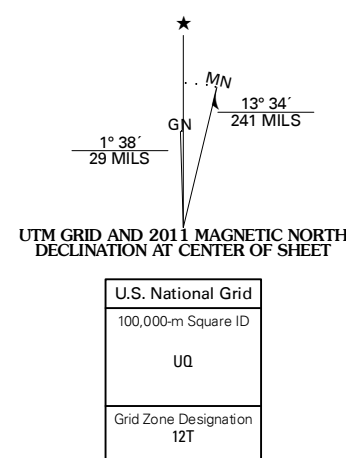 ★
MN
GN
13° 34´
241 MILS
1° 38´
29 MILS
UTM GRID AND 2011 MAGNETIC NORTH
DECLINATION AT CENTER OF SHEET
U.S. National Grid
100,000-m Square ID
UQ
Grid Zone Designation
12T